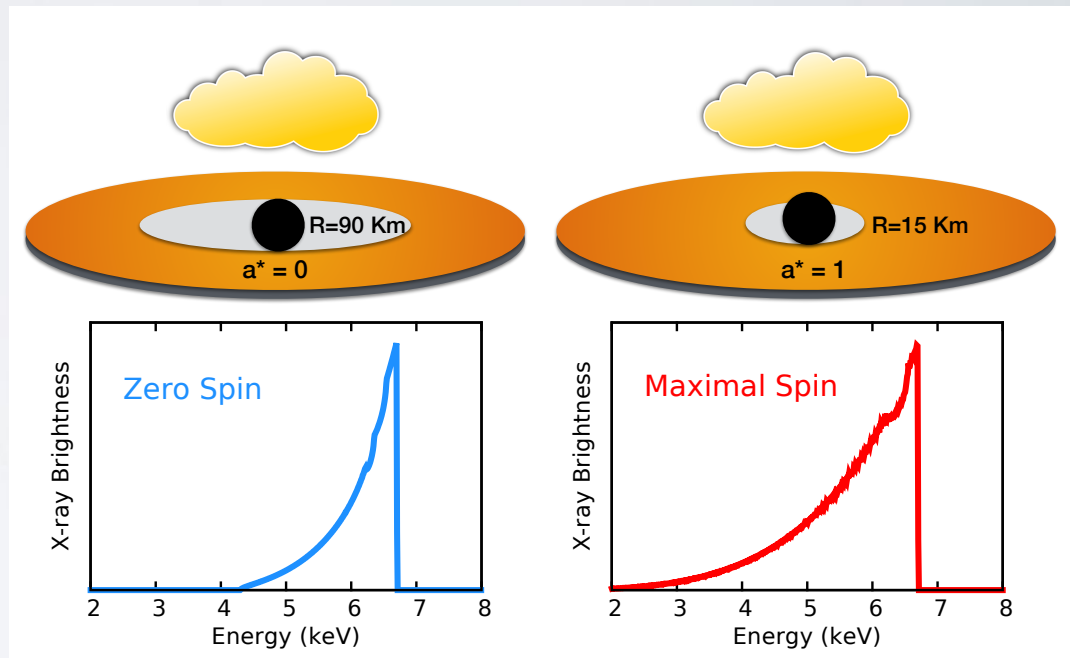 R=90 Km
a* = 0
R=15 Km
a* = 1
X-ray Brightness
Zero Spin
2 3 4 5 6 7 8
Energy (keV)
X-ray Brightness
Maximal Spin
2 3 4 5 6 7 8
Energy (keV)